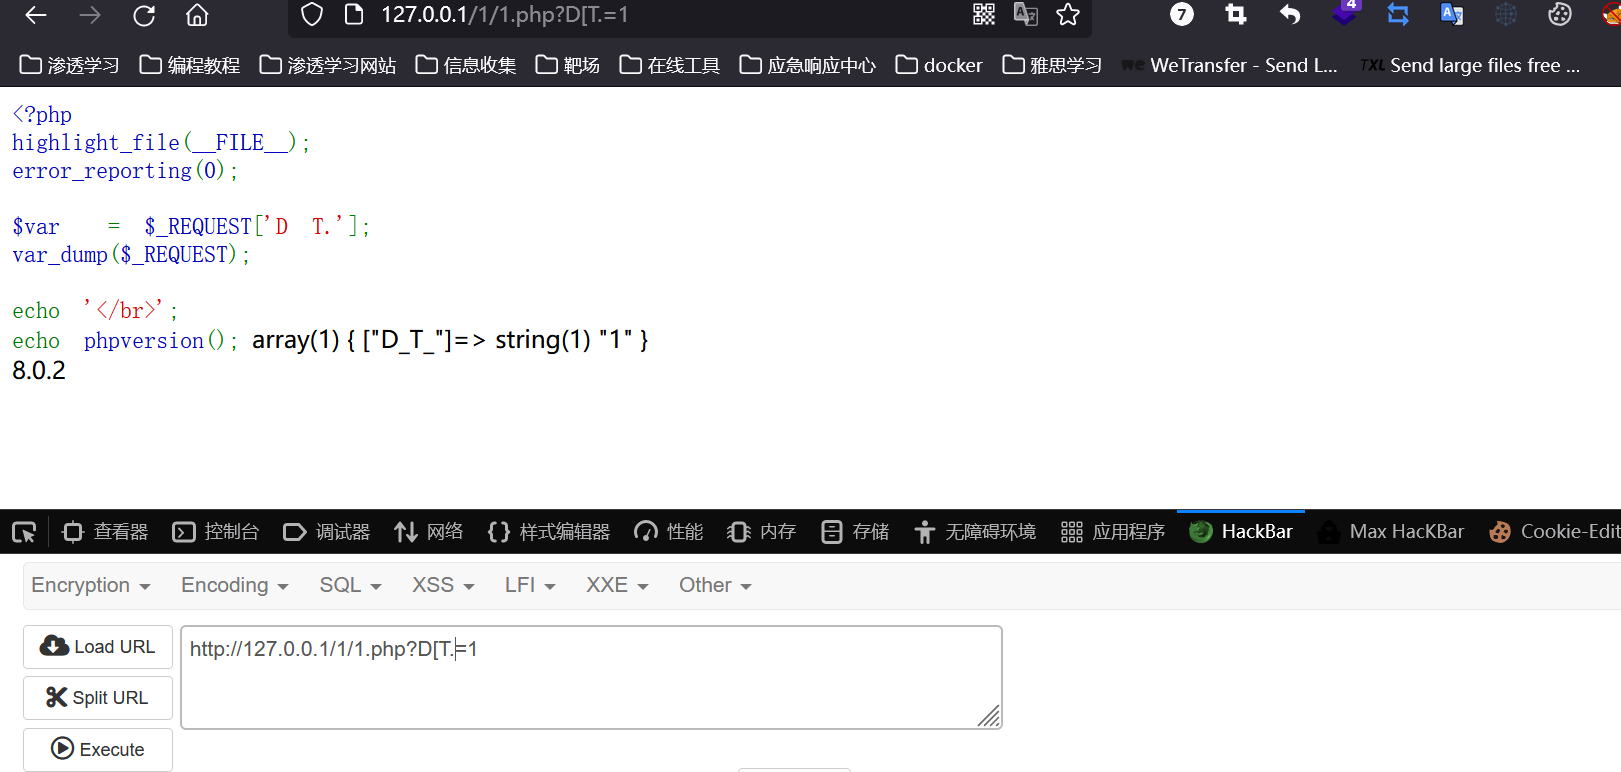 127.0.0.1/1/1.php?D[T.=1 7 4
渗透学习 编程教程 渗透学习网站 信息收集 靶场 在线工具 应急响应中心 docker 雅思学习 WeTransfer - Send L... TXL Send large files free ...
<?php
highlight_file(__FILE__);
error_reporting(0);
$var    =  $_REQUEST['D  T.'];
var_dump($_REQUEST);
echo  '</br>';
echo  phpversion(); array(1) { ["D_T_"]=> string(1) "1" }
8.0.2
查看器 控制台 调试器 网络 样式编辑器 性能 内存 存储 无障碍环境 应用程序 HackBar Max HacKBar Cookie-Edit
Encryption Encoding SQL XSS LFI XXE Other
Load URL http://127.0.0.1/1/1.php?D[T.=1
Split URL
Execute